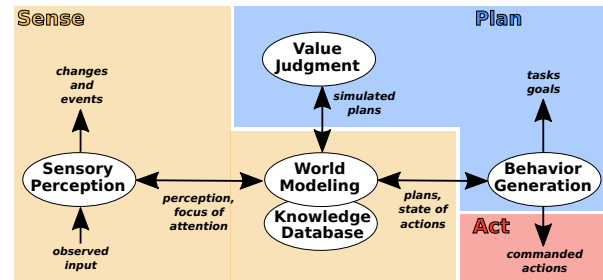 Sense
Plan
changes
and
events
Value
Judgment
tasks
goals
simulated
plans
Sensory
Perception
World
Modeling
Behavior
Generation
perception,
focus of
attention
plans,
state of
actions
Knowledge
Database
Act
observed
input
commanded
actions